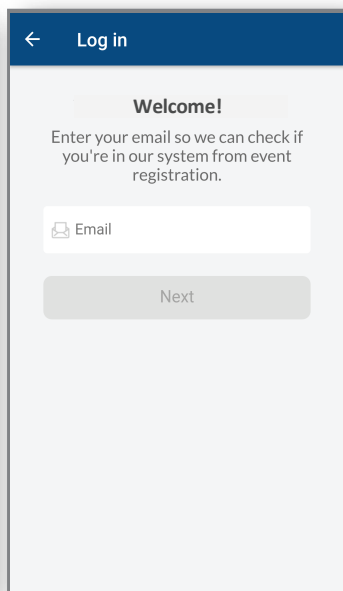 Log in
Welcome!
Enter your email so we can check if
you're in our system from event
registration.
Email
Next